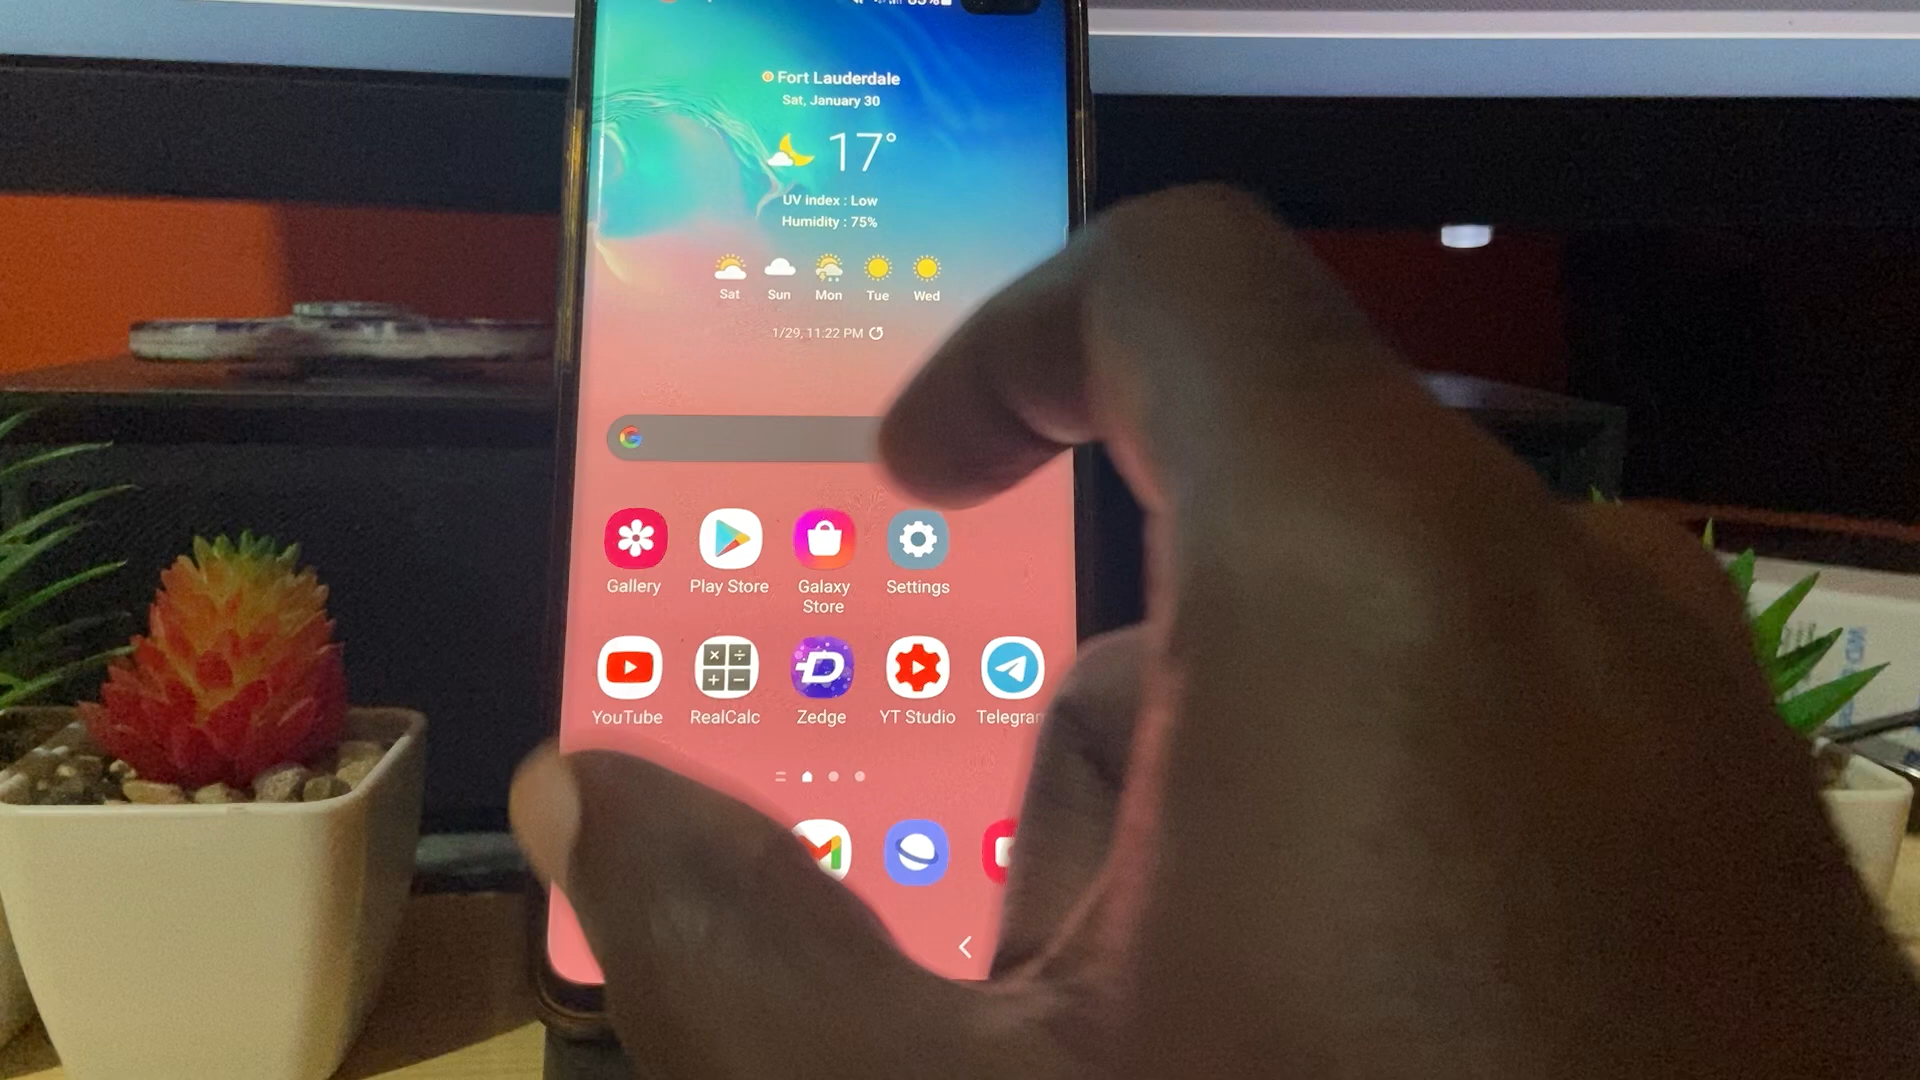 Fort Lauderdale
Sat, January 30
17°
UV index : Low
Humidity : 75%
Sat Sun Mon Tue Wed
1/29, 11:22 PM
Gallery Play Store Galaxy Store Settings
YouTube RealCalc Zedge YT Studio Telegram